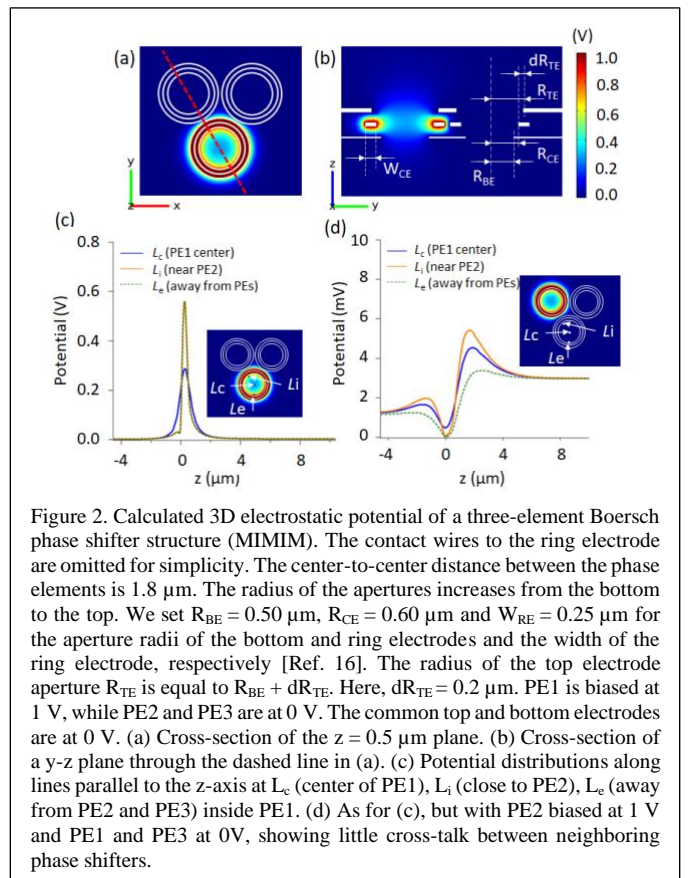 (V)
(a)
(b)
dR_TE
1.0
R_TE
0.8
0.6
0.4
R_CE
y
z
0.2
R_BE
W_CE
0.0
z
x
x
y
(c)
(d)
0.8
10
L_c (PE1 center)
L_c (PE1 center)
L_i (near PE2)
L_i (near PE2)
8
L_e (away from PEs)
L_e (away from PEs)
0.6
6
Potential (V)
Potential (mV)
0.4
Lc
Li
Lc
Li
4
Le
Le
0.2
2
0.0
0
-4
0
4
8
-4
0
4
8
z (µm)
z (µm)
Figure 2. Calculated 3D electrostatic potential of a three-element Boersch
phase shifter structure (MIMIM). The contact wires to the ring electrode
are omitted for simplicity. The center-to-center distance between the phase
elements is 1.8 µm. The radius of the apertures increases from the bottom
to the top. We set R_BE = 0.50 µm, R_CE = 0.60 µm and W_RE = 0.25 µm for
the aperture radii of the bottom and ring electrodes and the width of the
ring electrode, respectively [Ref. 16]. The radius of the top electrode
aperture R_TE is equal to R_BE + dR_TE. Here, dR_TE = 0.2 µm. PE1 is biased at
1 V, while PE2 and PE3 are at 0 V. The common top and bottom electrodes
are at 0 V. (a) Cross-section of the z = 0.5 µm plane. (b) Cross-section of
a y-z plane through the dashed line in (a). (c) Potential distributions along
lines parallel to the z-axis at L_c (center of PE1), L_i (close to PE2), L_e (away
from PE2 and PE3) inside PE1. (d) As for (c), but with PE2 biased at 1 V
and PE1 and PE3 at 0V, showing little cross-talk between neighboring
phase shifters.